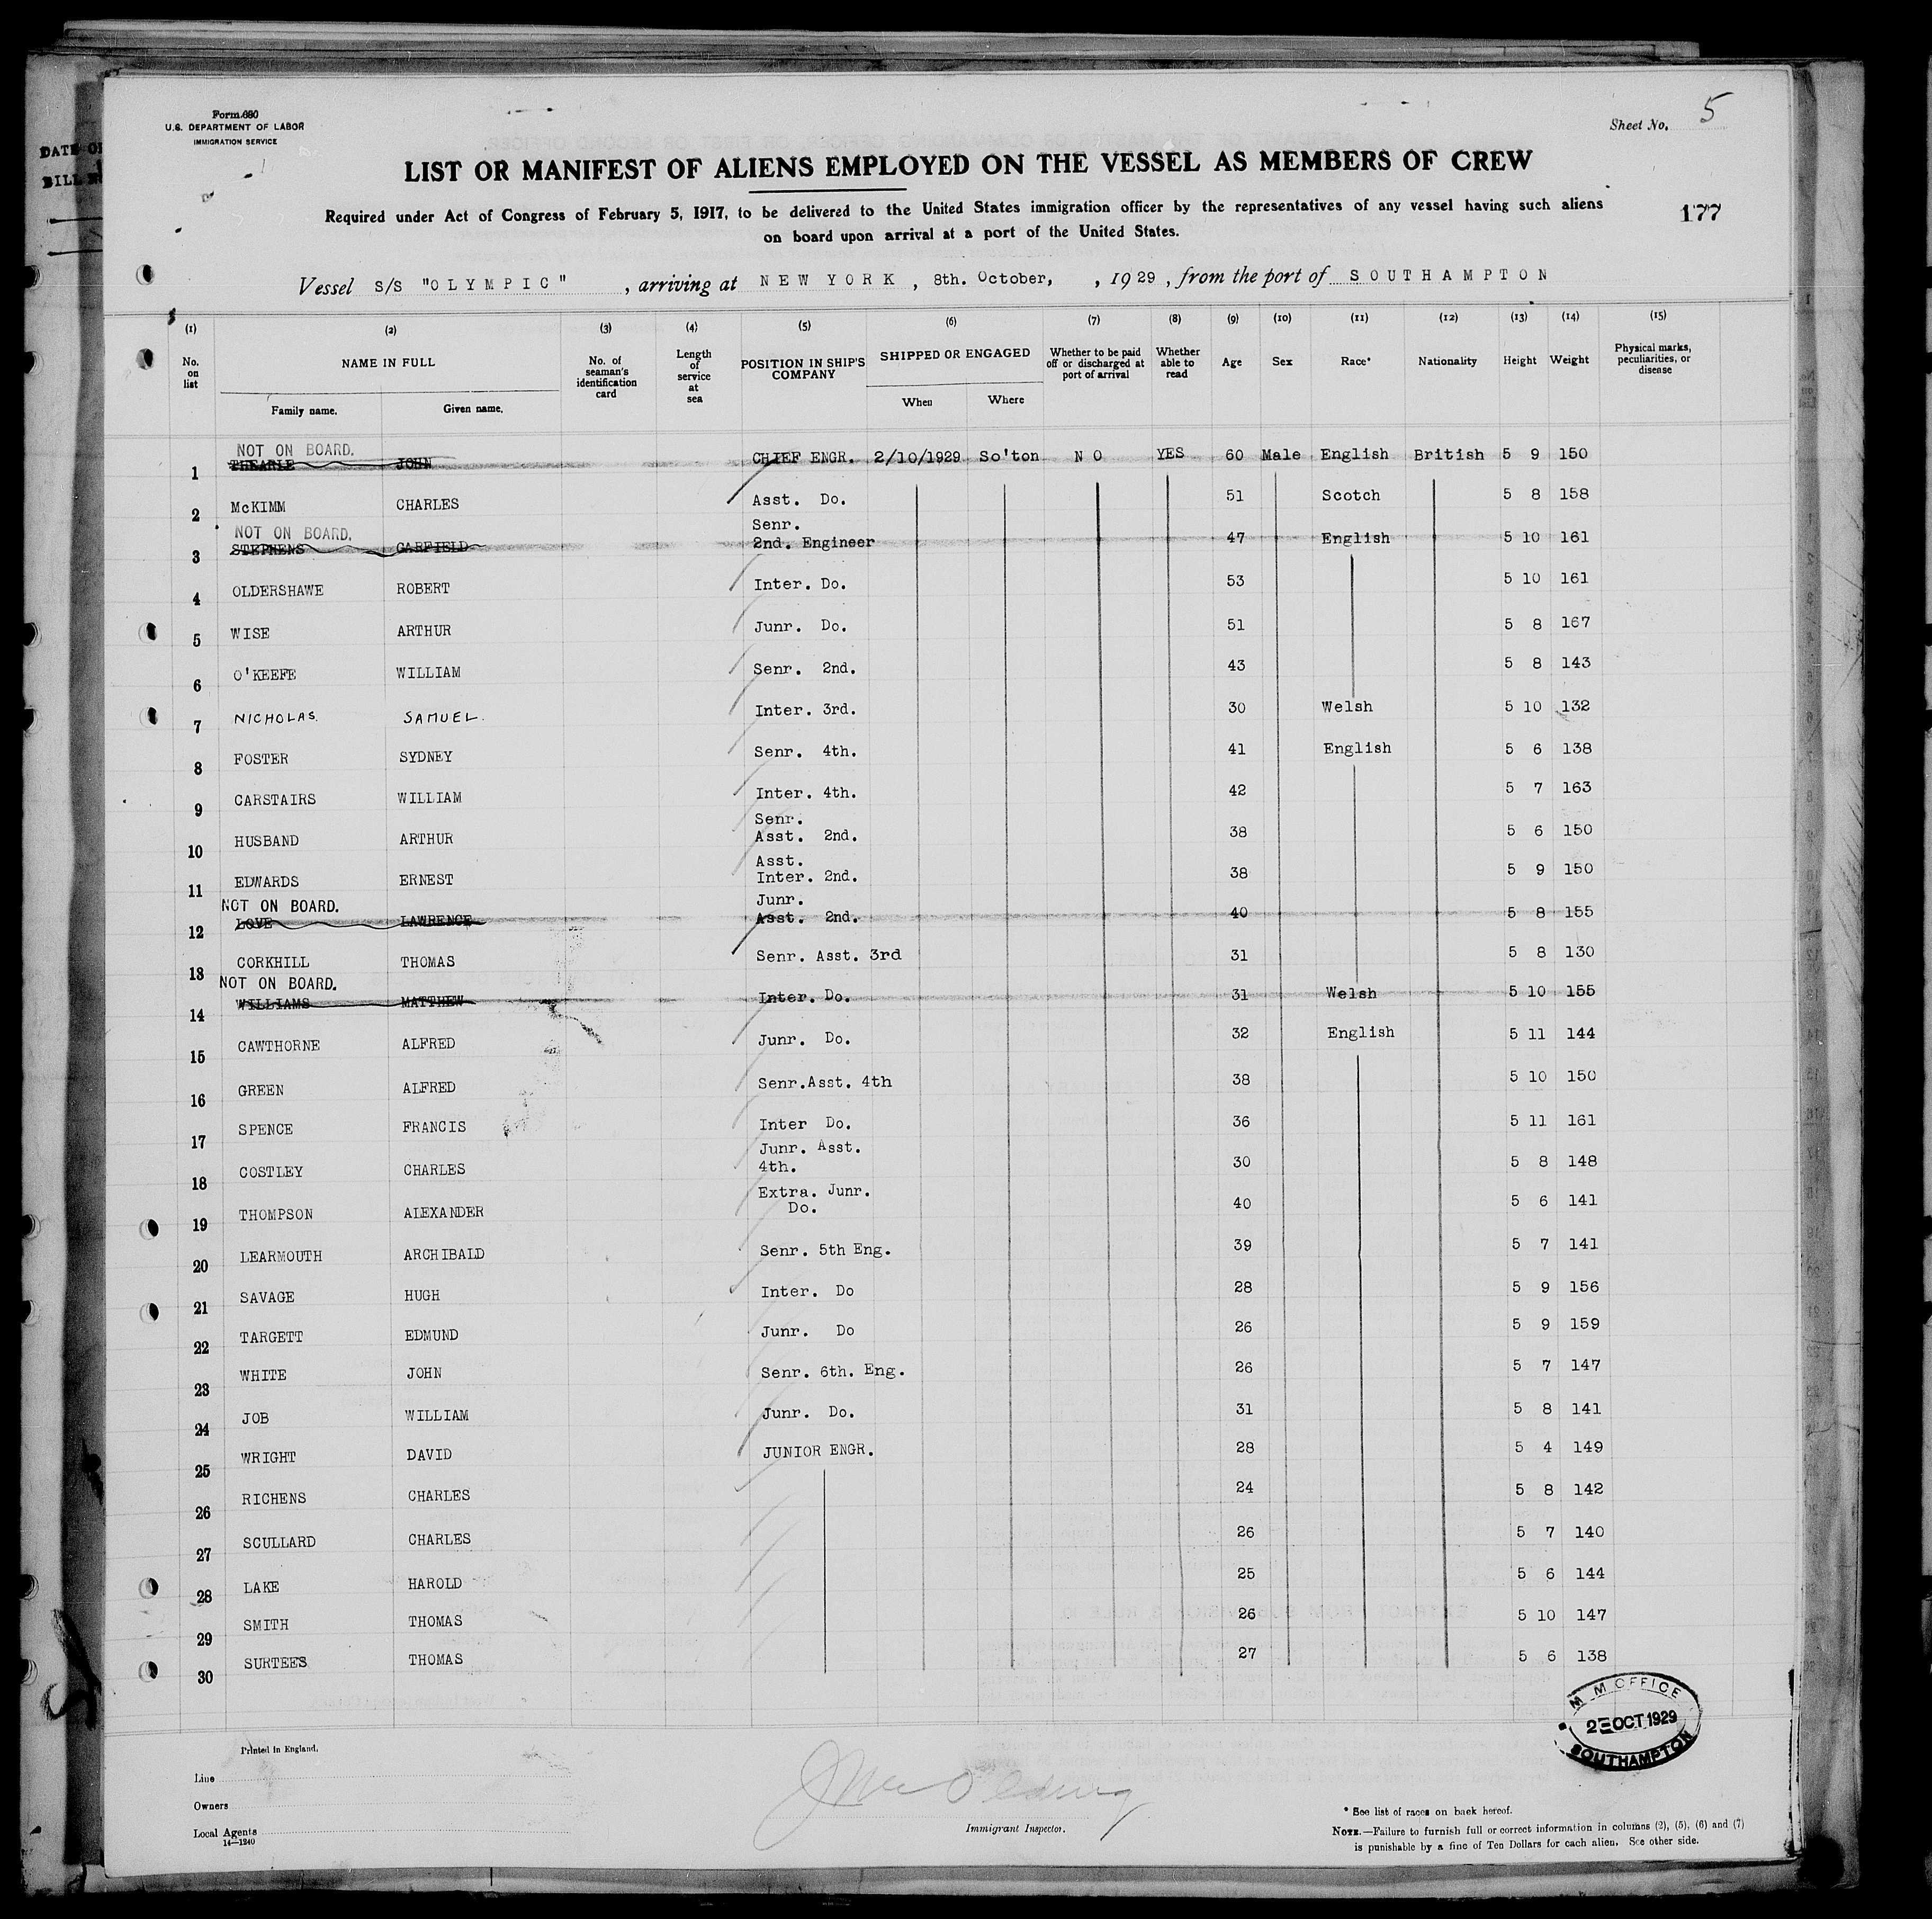 Form 680
U.S. DEPARTMENT OF LABOR
IMMIGRATION SERVICE
Sheet No. 5
LIST OR MANIFEST OF ALIENS EMPLOYED ON THE VESSEL AS MEMBERS OF CREW
Required under Act of Congress of February 5, 1917, to be delivered to the United States immigration officer by the representatives of any vessel having such aliens
on board upon arrival at a port of the United States.
177
Vessel S/S "OLYMPIC", arriving at NEW YORK, 8th. October, , 1929, from the port of SOUTHAMPTON
(1) (2) (3) (4) (5) (6) (7) (8) (9) (10) (11) (12) (13) (14) (15)
No. on list NAME IN FULL Family name. Given name. No. of seaman's identification card Length of service at sea POSITION IN SHIP'S COMPANY SHIPPED OR ENGAGED When Where Whether to be paid off or discharged at port of arrival Whether able to read Age Sex Race* Nationality Height Weight Physical marks, peculiarities, or disease
NOT ON BOARD.
1 THEARLE JOHN CHIEF ENGR. 2/10/1929 So'ton NO YES 60 Male English British 5 9 150
2 McKIMM CHARLES Asst. Do. 51 Scotch 5 8 158
NOT ON BOARD.
3 STEPHENS GARFIELD Senr. 2nd. Engineer 47 English 5 10 161
4 OLDERSHAWE ROBERT Inter. Do. 53 5 10 161
5 WISE ARTHUR Junr. Do. 51 5 8 167
6 O'KEEFE WILLIAM Senr. 2nd. 43 5 8 143
7 NICHOLAS. SAMUEL. Inter. 3rd. 30 Welsh 5 10 132
8 FOSTER SYDNEY Senr. 4th. 41 English 5 6 138
9 CARSTAIRS WILLIAM Inter. 4th. 42 5 7 163
10 HUSBAND ARTHUR Senr. Asst. 2nd. 38 5 6 150
11 EDWARDS ERNEST Asst. Inter. 2nd. 38 5 9 150
NOT ON BOARD.
12 LOVE LAWRENCE Junr. Asst. 2nd. 40 5 8 155
13 CORKHILL THOMAS Senr. Asst. 3rd 31 5 8 130
NOT ON BOARD.
14 WILLIAMS MATTHEW Inter. Do. 31 Welsh 5 10 155
15 CAWTHORNE ALFRED Junr. Do. 32 English 5 11 144
16 GREEN ALFRED Senr.Asst. 4th 38 5 10 150
17 SPENCE FRANCIS Inter Do. 36 5 11 161
18 COSTLEY CHARLES Junr. Asst. 4th. 30 5 8 148
19 THOMPSON ALEXANDER Extra. Junr. Do. 40 5 6 141
20 LEARMOUTH ARCHIBALD Senr. 5th Eng. 39 5 7 141
21 SAVAGE HUGH Inter. Do 28 5 9 156
22 TARGETT EDMUND Junr. Do 26 5 9 159
23 WHITE JOHN Senr. 6th. Eng. 26 5 7 147
24 JOB WILLIAM Junr. Do. 31 5 8 141
25 WRIGHT DAVID JUNIOR ENGR. 28 5 4 149
26 RICHENS CHARLES 24 5 8 142
27 SCULLARD CHARLES 26 5 7 140
28 LAKE HAROLD 25 5 6 144
29 SMITH THOMAS 26 5 10 147
30 SURTEES THOMAS 27 5 6 138
M M OFFICE
2 OCT 1929
SOUTHAMPTON
Printed in England.
Line
Owners
Local Agents
14—1240
Immigrant Inspector.
* See list of races on back hereof.
NOTE.—Failure to furnish full or correct information in columns (2), (5), (6) and (7)
is punishable by a fine of Ten Dollars for each alien. See other side.